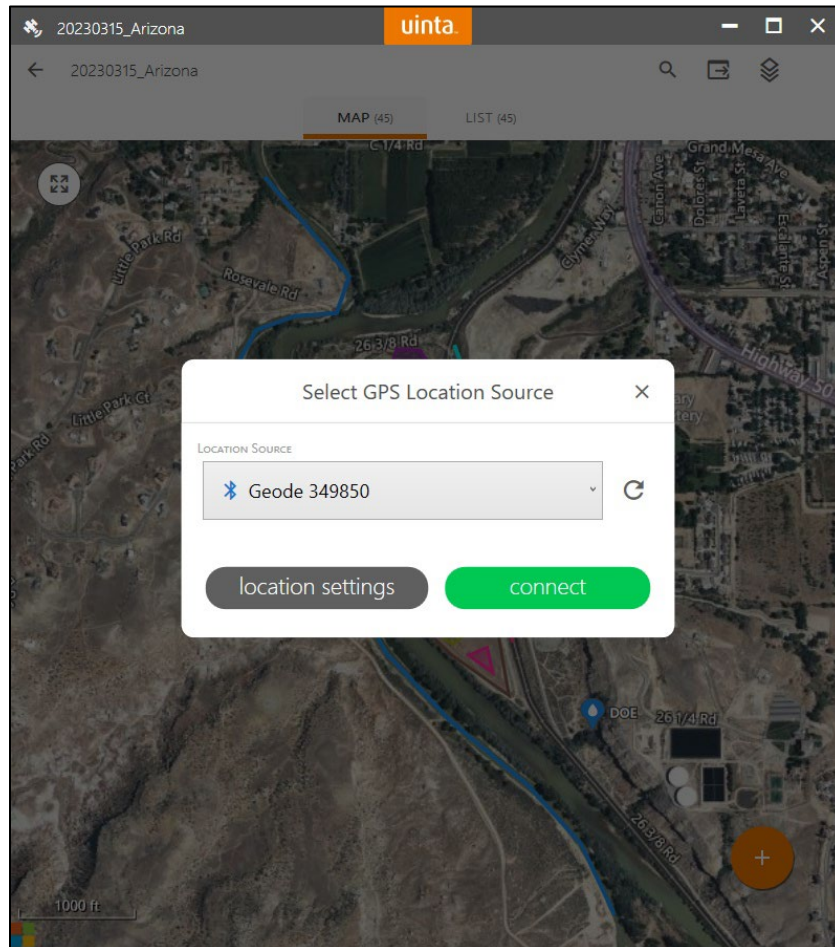 20230315_Arizona
uinta.
20230315_Arizona
MAP (45)
LIST (45)
C-1/4 Rd
Grand Mesa Ave
Canon Ave
Dolores St
Lavera St
Escalante St
Aspen St
Clymer Way
Little Park Rd
Rosevale Rd
26 3/8 Rd
Highway 50
Little Park Ct
Select GPS Location Source
LOCATION SOURCE
Geode 349850
location settings
connect
DOE
26 1/4 Rd
26 3/8 Rd
1000 ft